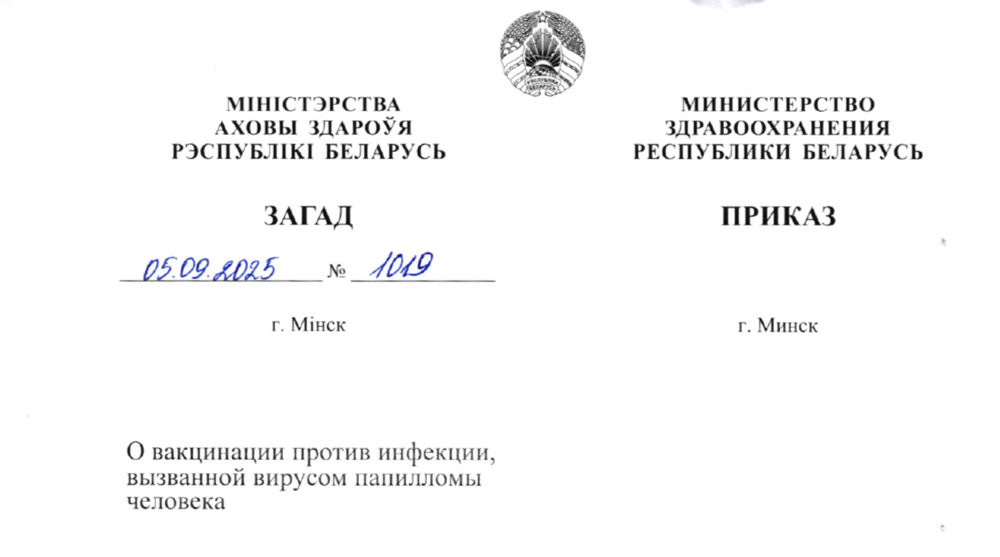 РЭСПУБЛІКА
БЕЛАРУСЬ
МІНІСТЭРСТВА
АХОВЫ ЗДАРОЎЯ
РЭСПУБЛІКІ БЕЛАРУСЬ
ЗАГАД
05.09.2025 № 1019
г. Мінск
МИНИСТЕРСТВО
ЗДРАВООХРАНЕНИЯ
РЕСПУБЛИКИ БЕЛАРУСЬ
ПРИКАЗ
г. Минск
О вакцинации против инфекции,
вызванной вирусом папилломы
человека